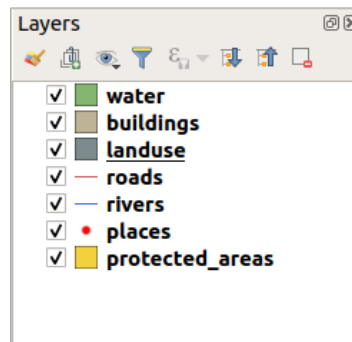 Layers
water
buildings
landuse
roads
rivers
places
protected_areas